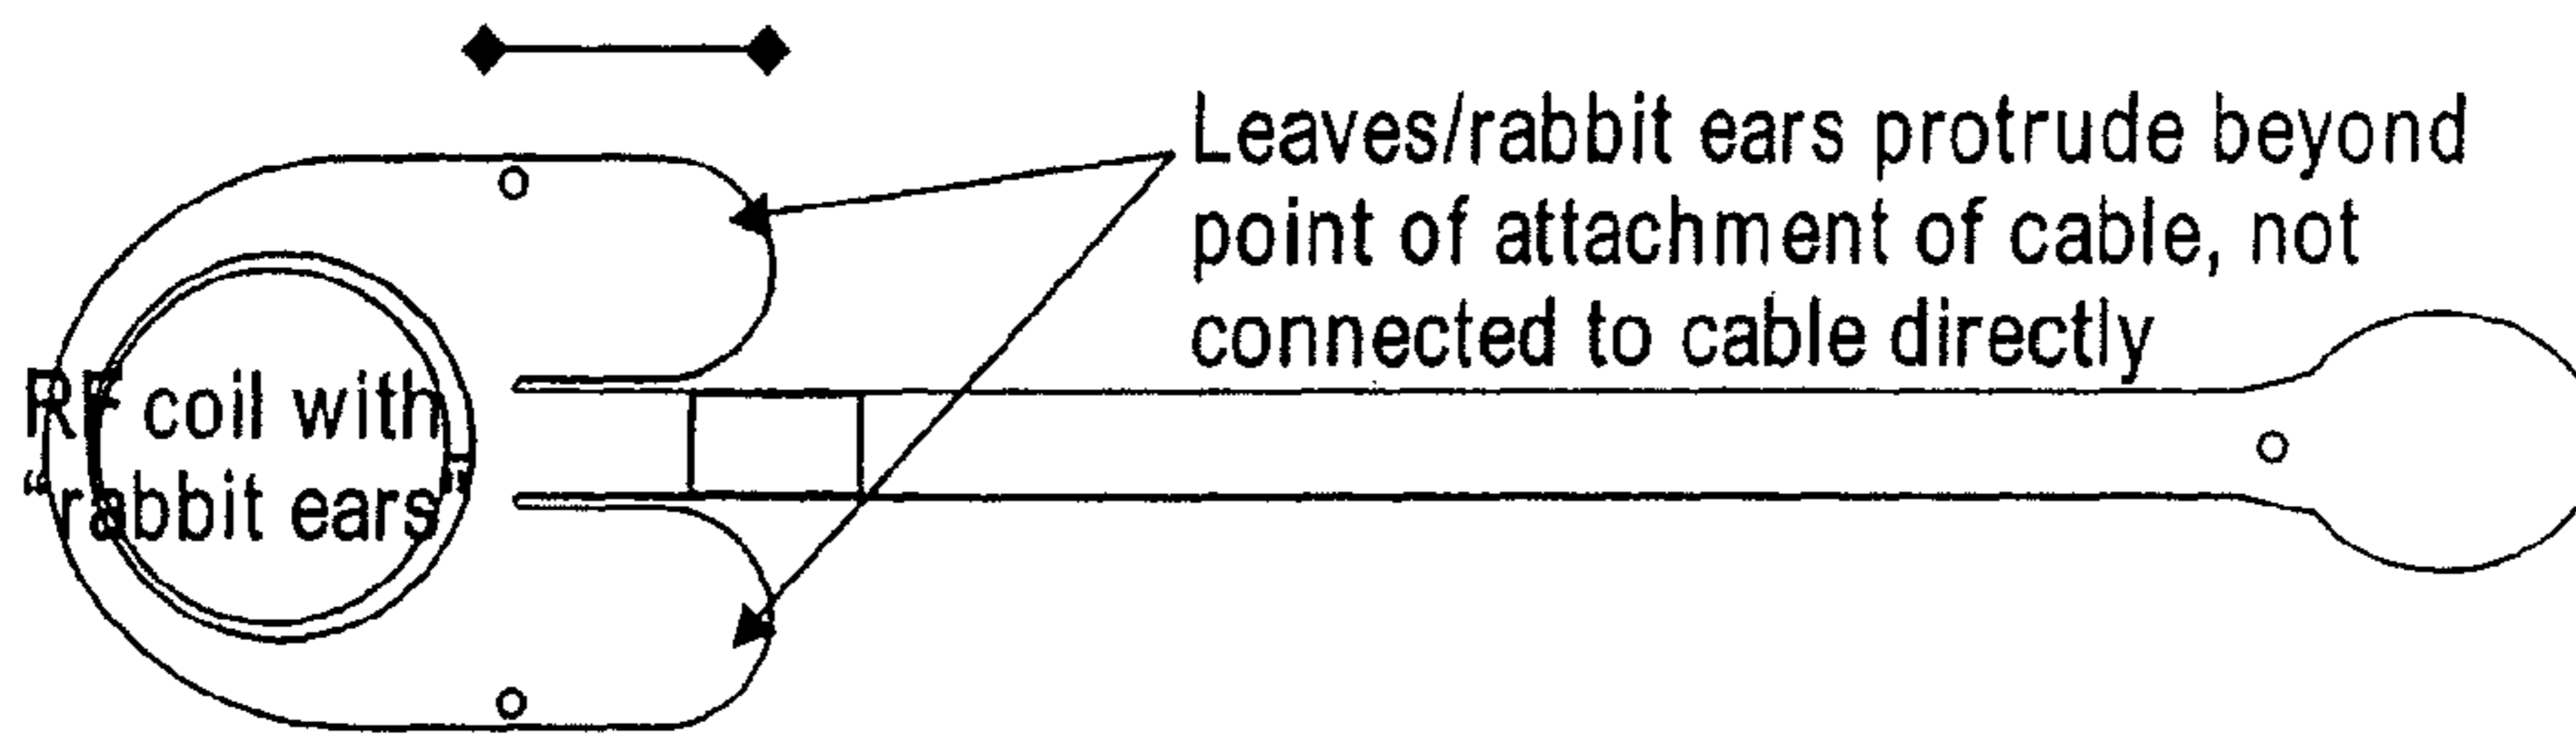 Leaves/rabbit ears protrude beyond
point of attachment of cable, not
connected to cable directly
RF coil with
“rabbit ears”